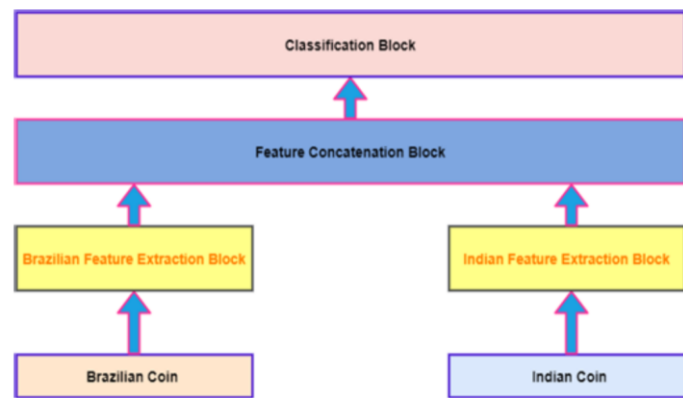 Classification Block
Feature Concatenation Block
Brazilian Feature Extraction Block
Indian Feature Extraction Block
Brazilian Coin
Indian Coin